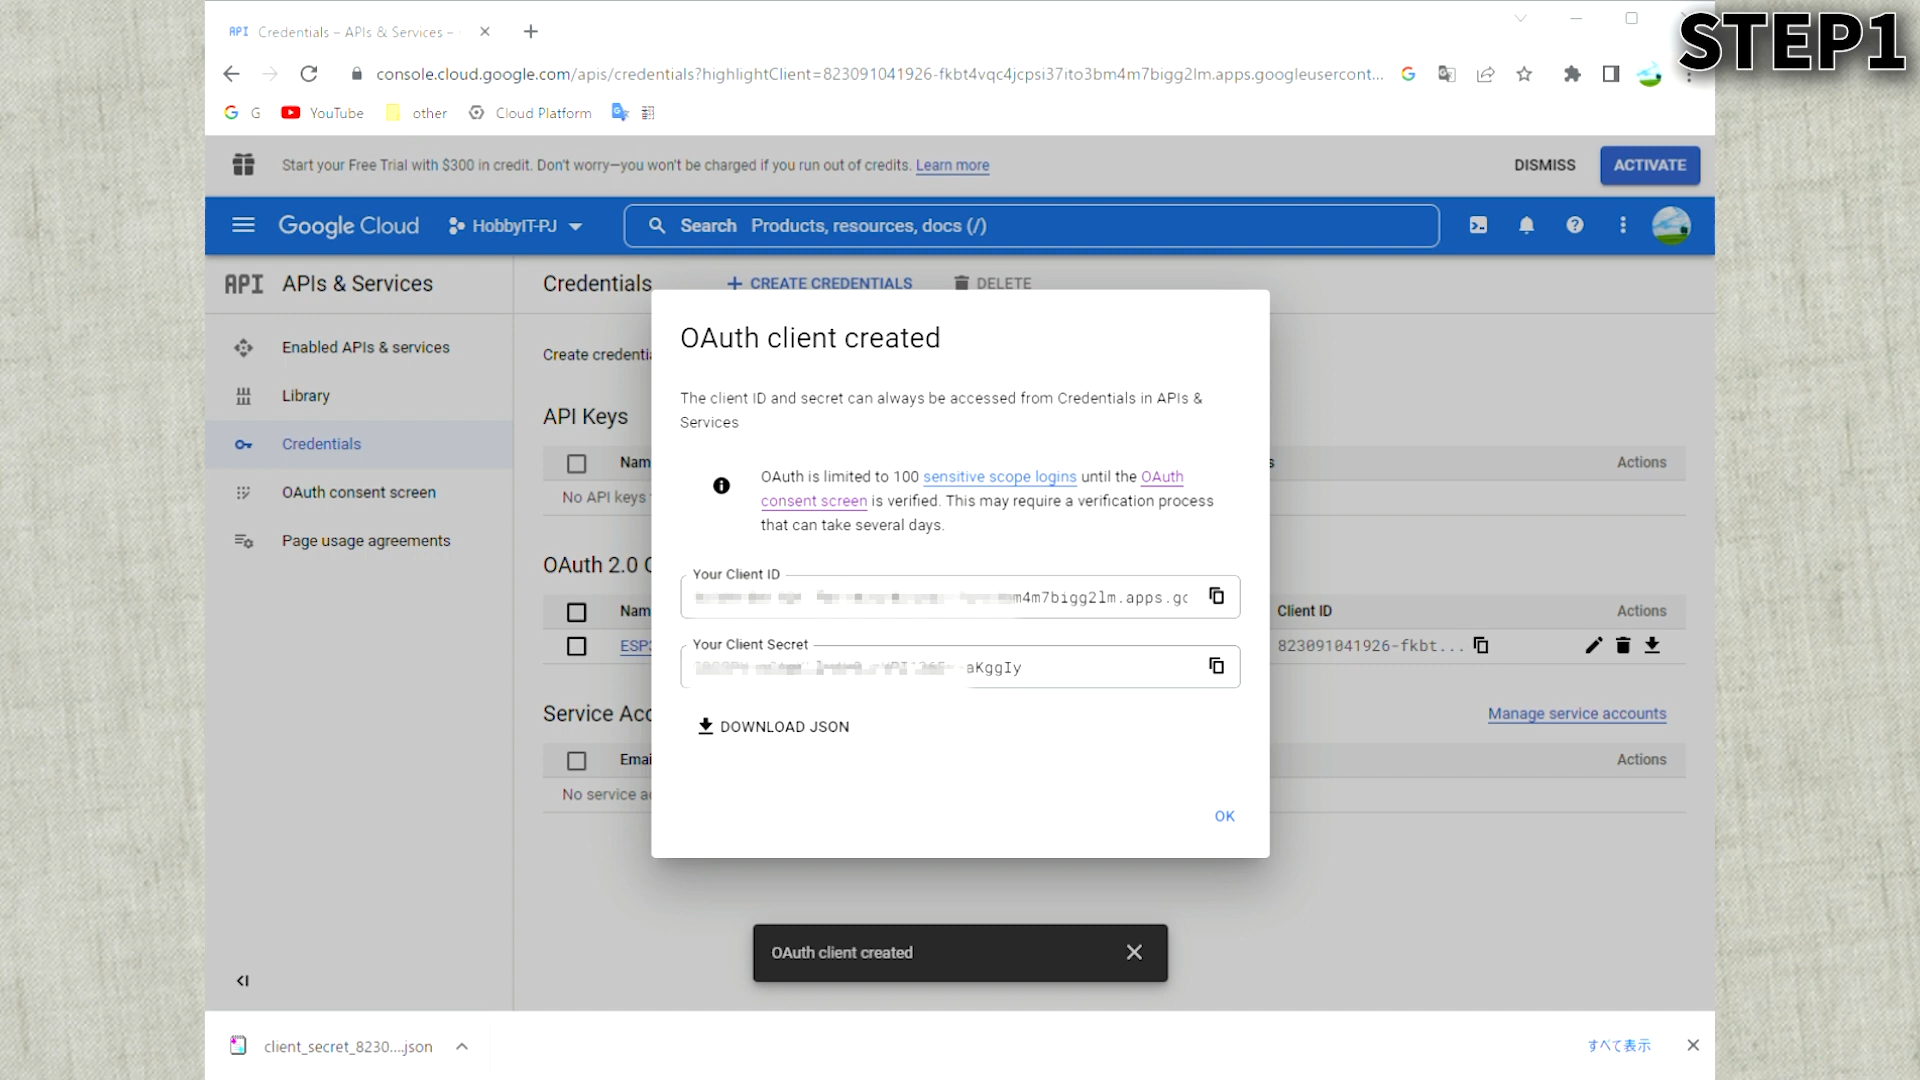 STEP1
API Credentials – APIs & Services –
console.cloud.google.com/apis/credentials?highlightClient=823091041926-fkbt4vqc4jcpsi37ito3bm4m7bigg2lm.apps.googleusercont...
G YouTube other Cloud Platform
Start your Free Trial with $300 in credit. Don't worry—you won't be charged if you run out of credits. Learn more
DISMISS
ACTIVATE
Google Cloud
HobbyIT-PJ
Search Products, resources, docs (/)
API APIs & Services
Enabled APIs & services
Library
Credentials
OAuth consent screen
Page usage agreements
Credentials
+ CREATE CREDENTIALS
DELETE
Create credenti
API Keys
Nam
s
Actions
No API keys
OAuth 2.0 C
Nam
Client ID
Actions
ESP3
823091041926-fkbt...
Service Acc
Manage service accounts
Emai
Actions
No service a
OAuth client created
The client ID and secret can always be accessed from Credentials in APIs &
Services
OAuth is limited to 100 sensitive scope logins until the OAuth
consent screen is verified. This may require a verification process
that can take several days.
Your Client ID
m4m7bigg2lm.apps.gc
Your Client Secret
aKggIy
DOWNLOAD JSON
OK
OAuth client created
client_secret_8230....json
すべて表示